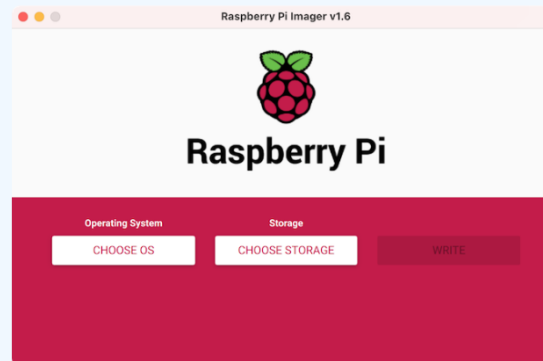 Raspberry Pi Imager v1.6
Raspberry Pi
Operating System
Storage
CHOOSE OS
CHOOSE STORAGE
WRITE